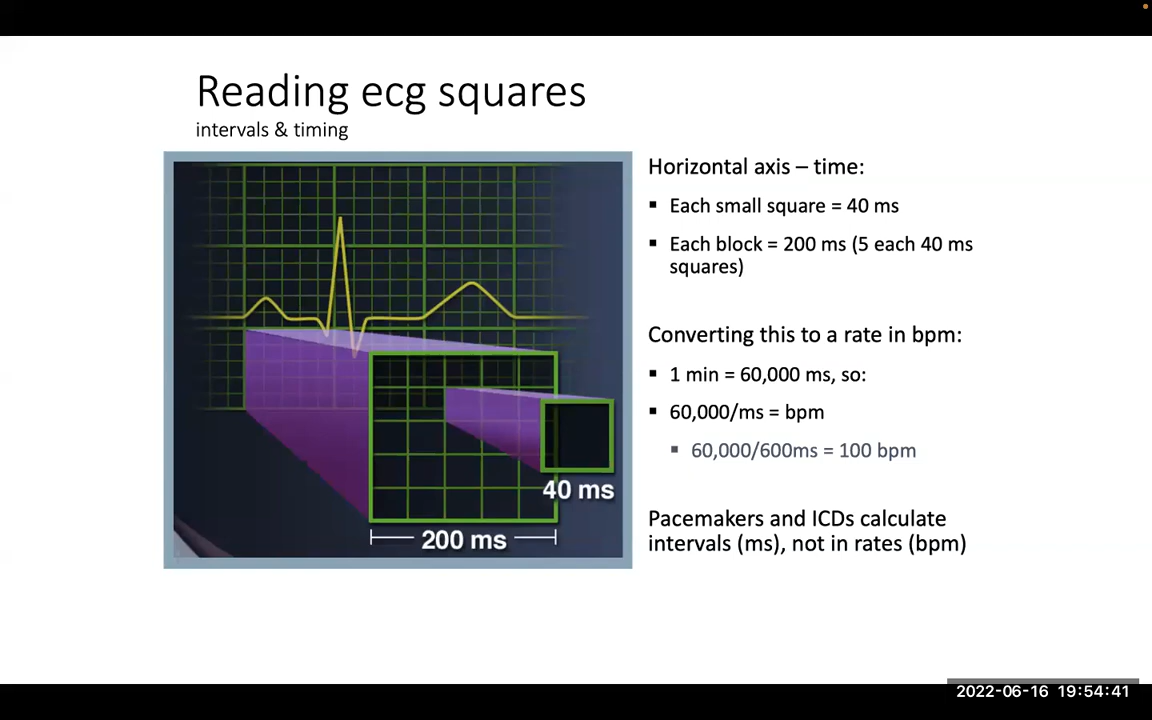 Reading ecg squares
intervals & timing
Horizontal axis – time:
▪ Each small square = 40 ms
▪ Each block = 200 ms (5 each 40 ms
squares)
Converting this to a rate in bpm:
▪ 1 min = 60,000 ms, so:
▪ 60,000/ms = bpm
▪ 60,000/600ms = 100 bpm
Pacemakers and ICDs calculate
intervals (ms), not in rates (bpm)
40 ms
200 ms
2022-06-16 19:54:41